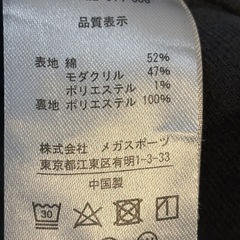 品質表示
表地 綿 52%
モダクリル 47%
ポリエステル 1%
裏地 ポリエステル 100%
株式会社 メガスポーツ
東京都江東区有明1-3-33
中国製
30